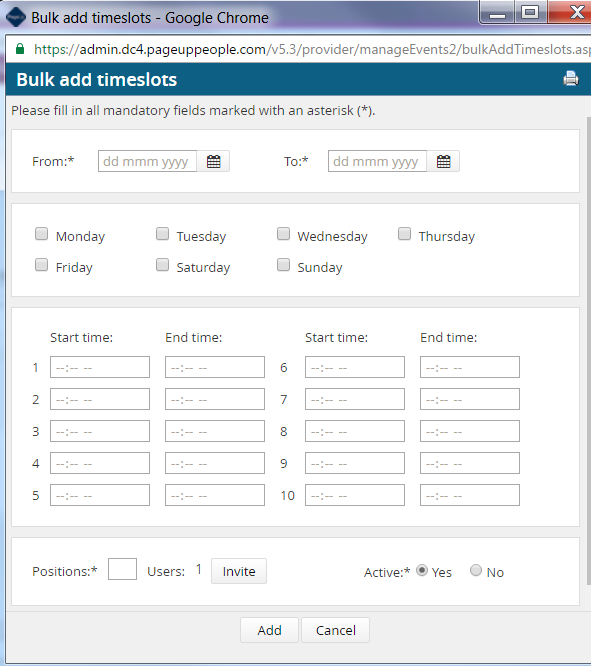 Bulk add timeslots - Google Chrome
https://admin.dc4.pageuppeople.com/v5.3/provider/manageEvents2/bulkAddTimeslots.asp
Bulk add timeslots
Please fill in all mandatory fields marked with an asterisk (*).
From:* dd mmm yyyy To:* dd mmm yyyy
Monday Tuesday Wednesday Thursday
Friday Saturday Sunday
Start time: End time: Start time: End time:
1 --:-- -- --:-- -- 6 --:-- -- --:-- --
2 --:-- -- --:-- -- 7 --:-- -- --:-- --
3 --:-- -- --:-- -- 8 --:-- -- --:-- --
4 --:-- -- --:-- -- 9 --:-- -- --:-- --
5 --:-- -- --:-- -- 10 --:-- -- --:-- --
Positions:* Users: 1 Invite Active:* Yes No
Add Cancel